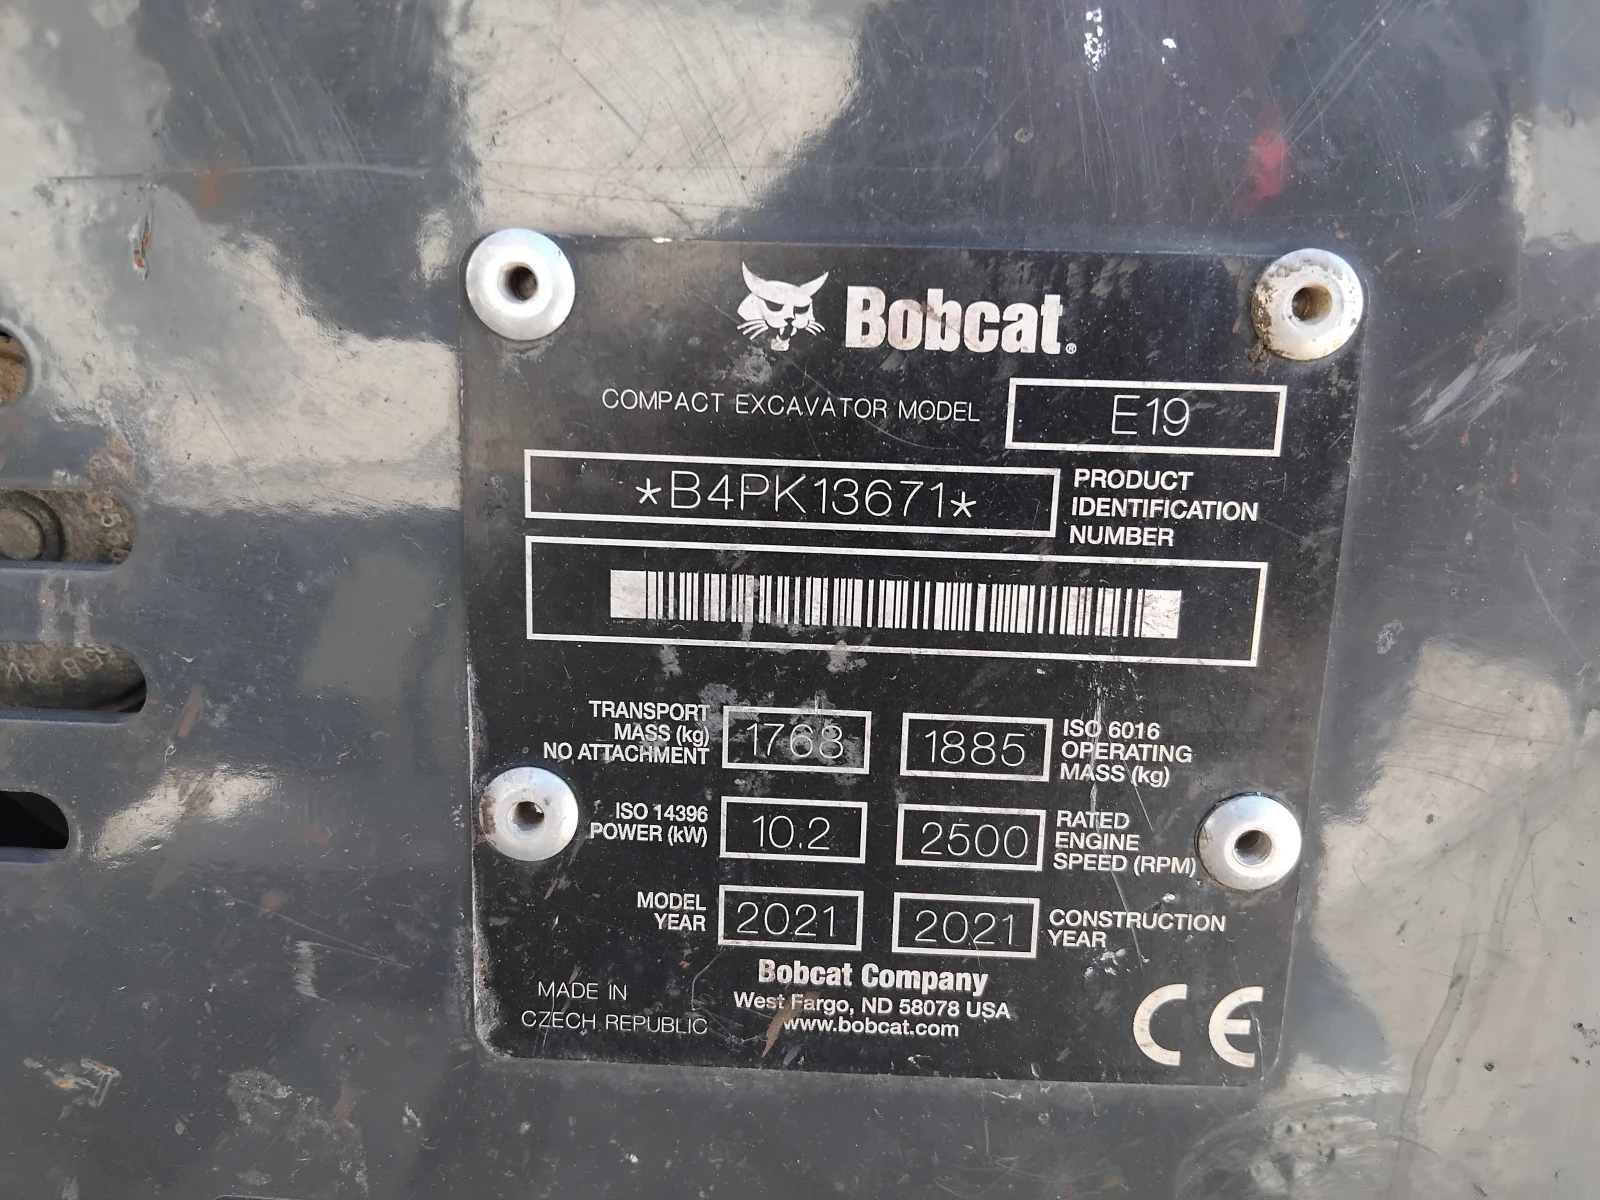 Bobcat®
COMPACT EXCAVATOR MODEL E19
*B4PK13671*
PRODUCT
IDENTIFICATION
NUMBER
TRANSPORT
MASS (kg)
NO ATTACHMENT
1768
1885
ISO 6016
OPERATING
MASS (kg)
ISO 14396
POWER (kW)
10.2
2500
RATED
ENGINE
SPEED (RPM)
MODEL
YEAR
2021
2021
CONSTRUCTION
YEAR
Bobcat Company
West Fargo, ND 58078 USA
www.bobcat.com
MADE IN
CZECH REPUBLIC
CE